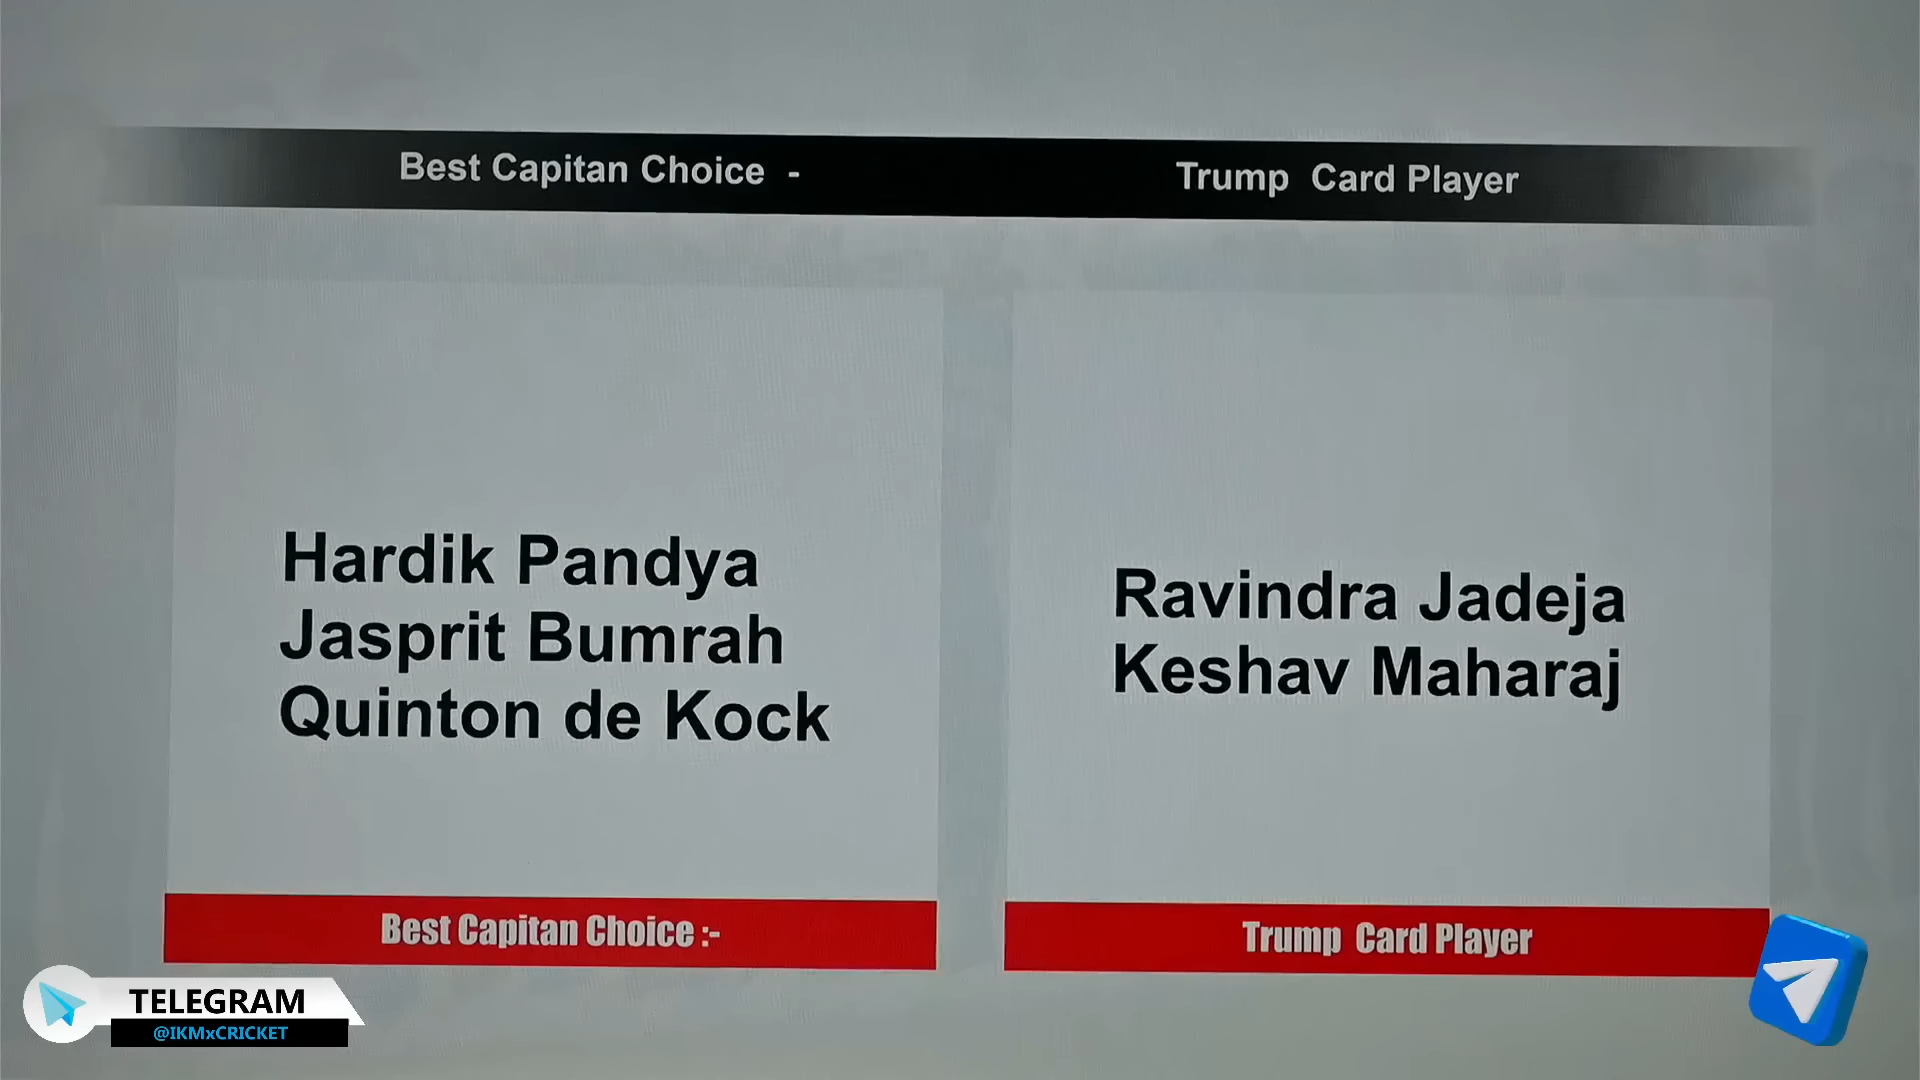 Best Capitan Choice -
Trump Card Player
Hardik Pandya
Jasprit Bumrah
Quinton de Kock
Ravindra Jadeja
Keshav Maharaj
Best Capitan Choice :-
Trump Card Player
TELEGRAM
@IKMxCRICKET